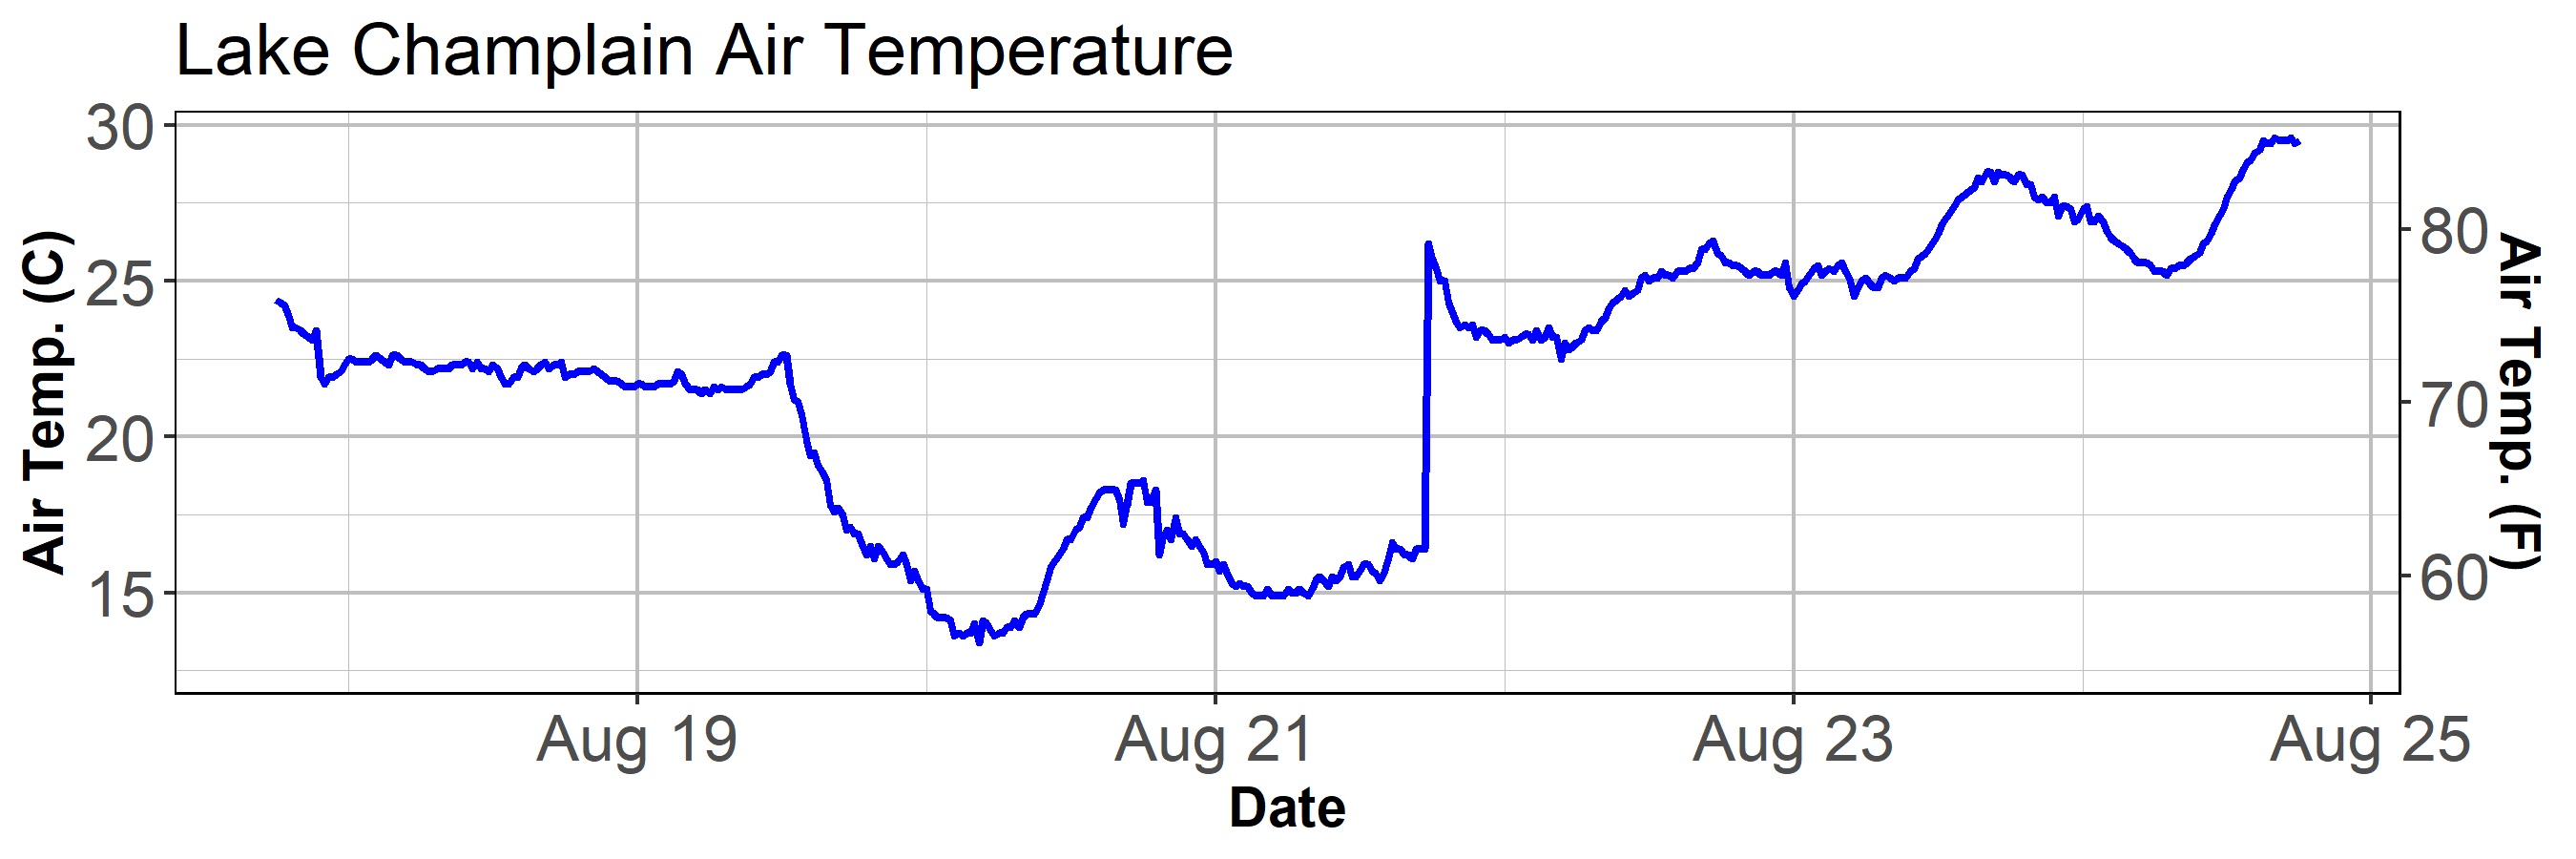 Lake Champlain Air Temperature
30
25
20
15
Air Temp. (C)
80
70
60
Air Temp. (F)
Aug 19
Aug 21
Aug 23
Aug 25
Date